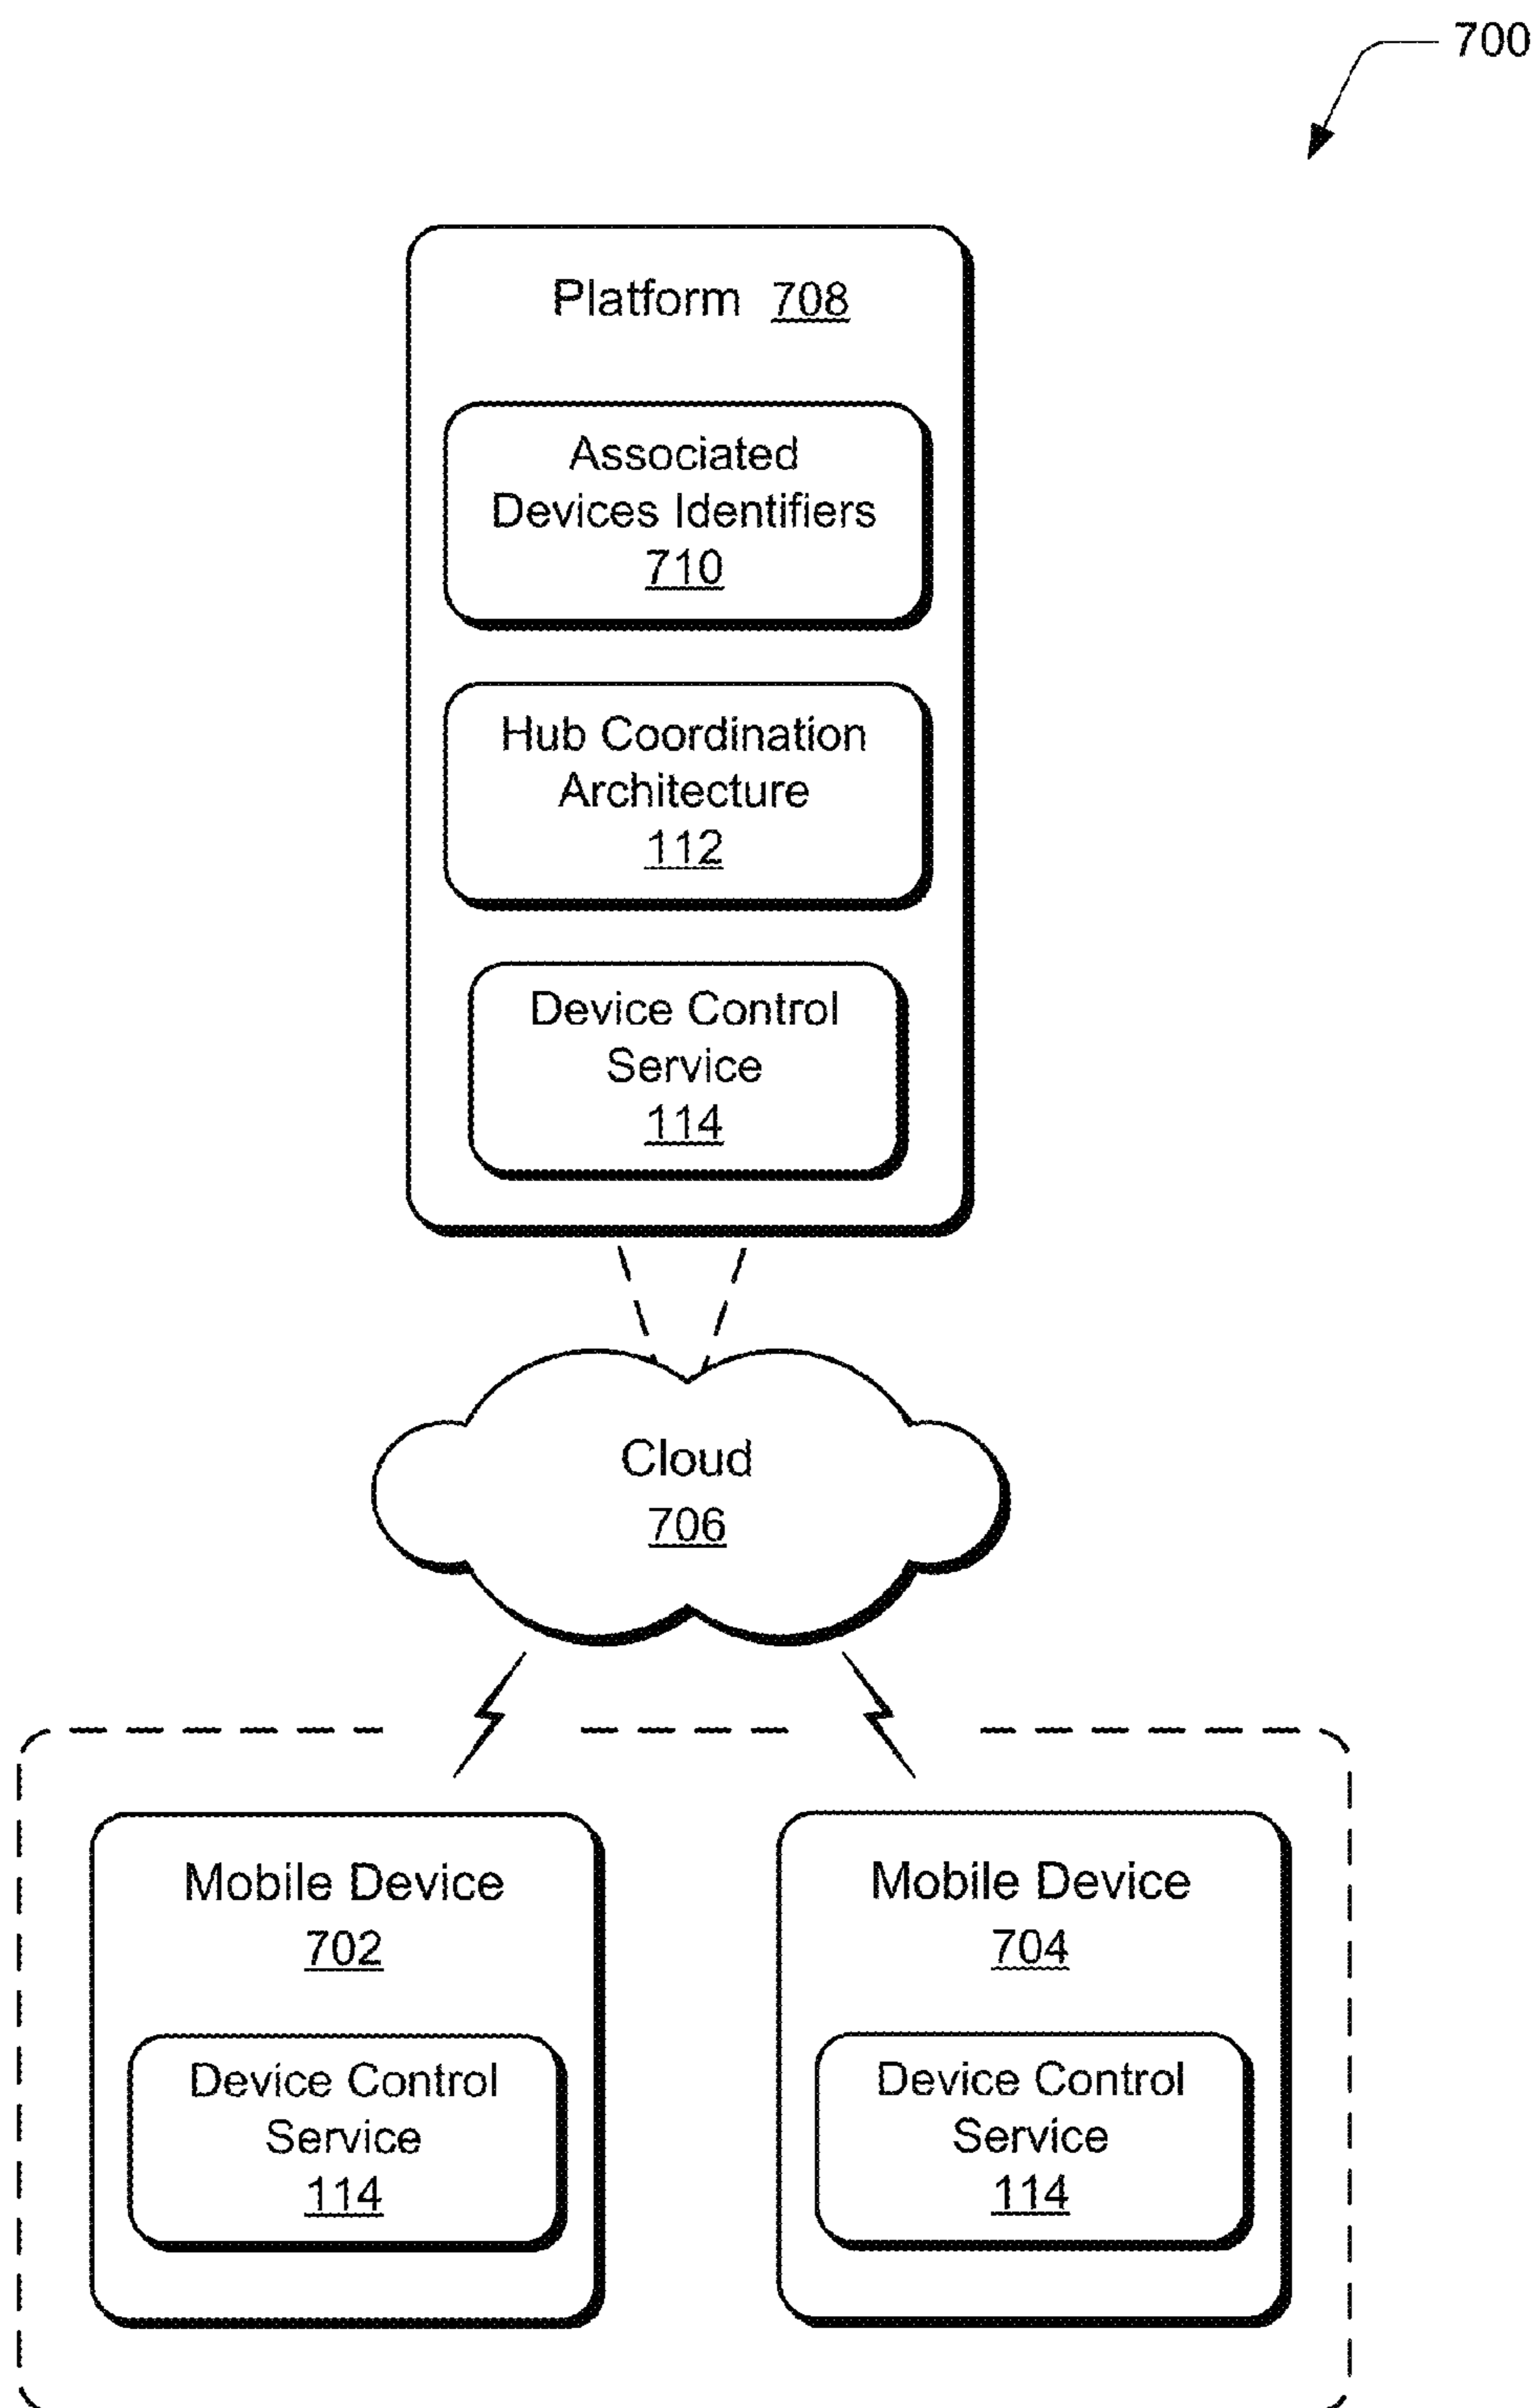 700
Platform 708
Associated
Devices Identifiers
710
Hub Coordination
Architecture
112
Device Control
Service
114
Cloud
706
Mobile Device
702
Device Control
Service
114
Mobile Device
704
Device Control
Service
114